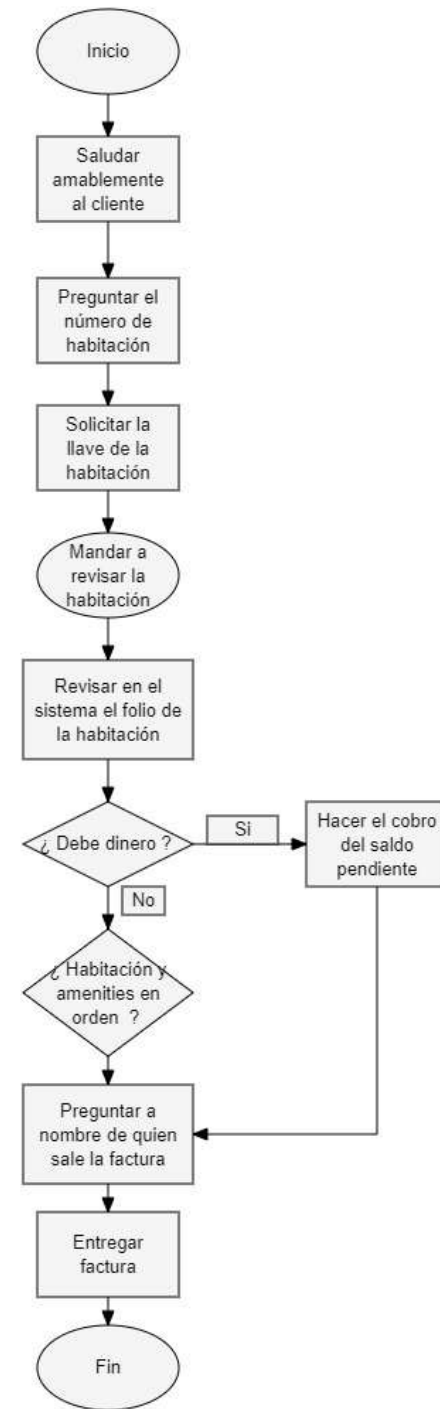 Inicio
Saludar
amablemente
al cliente
Preguntar el
número de
habitación
Solicitar la
llave de la
habitación
Mandar a
revisar la
habitación
Revisar en el
sistema el folio de
la habitación
¿ Debe dinero ?
Si
Hacer el cobro
del saldo
pendiente
No
¿ Habitación y
amenities en
orden ?
Preguntar a
nombre de quien
sale la factura
Entregar
factura
Fin